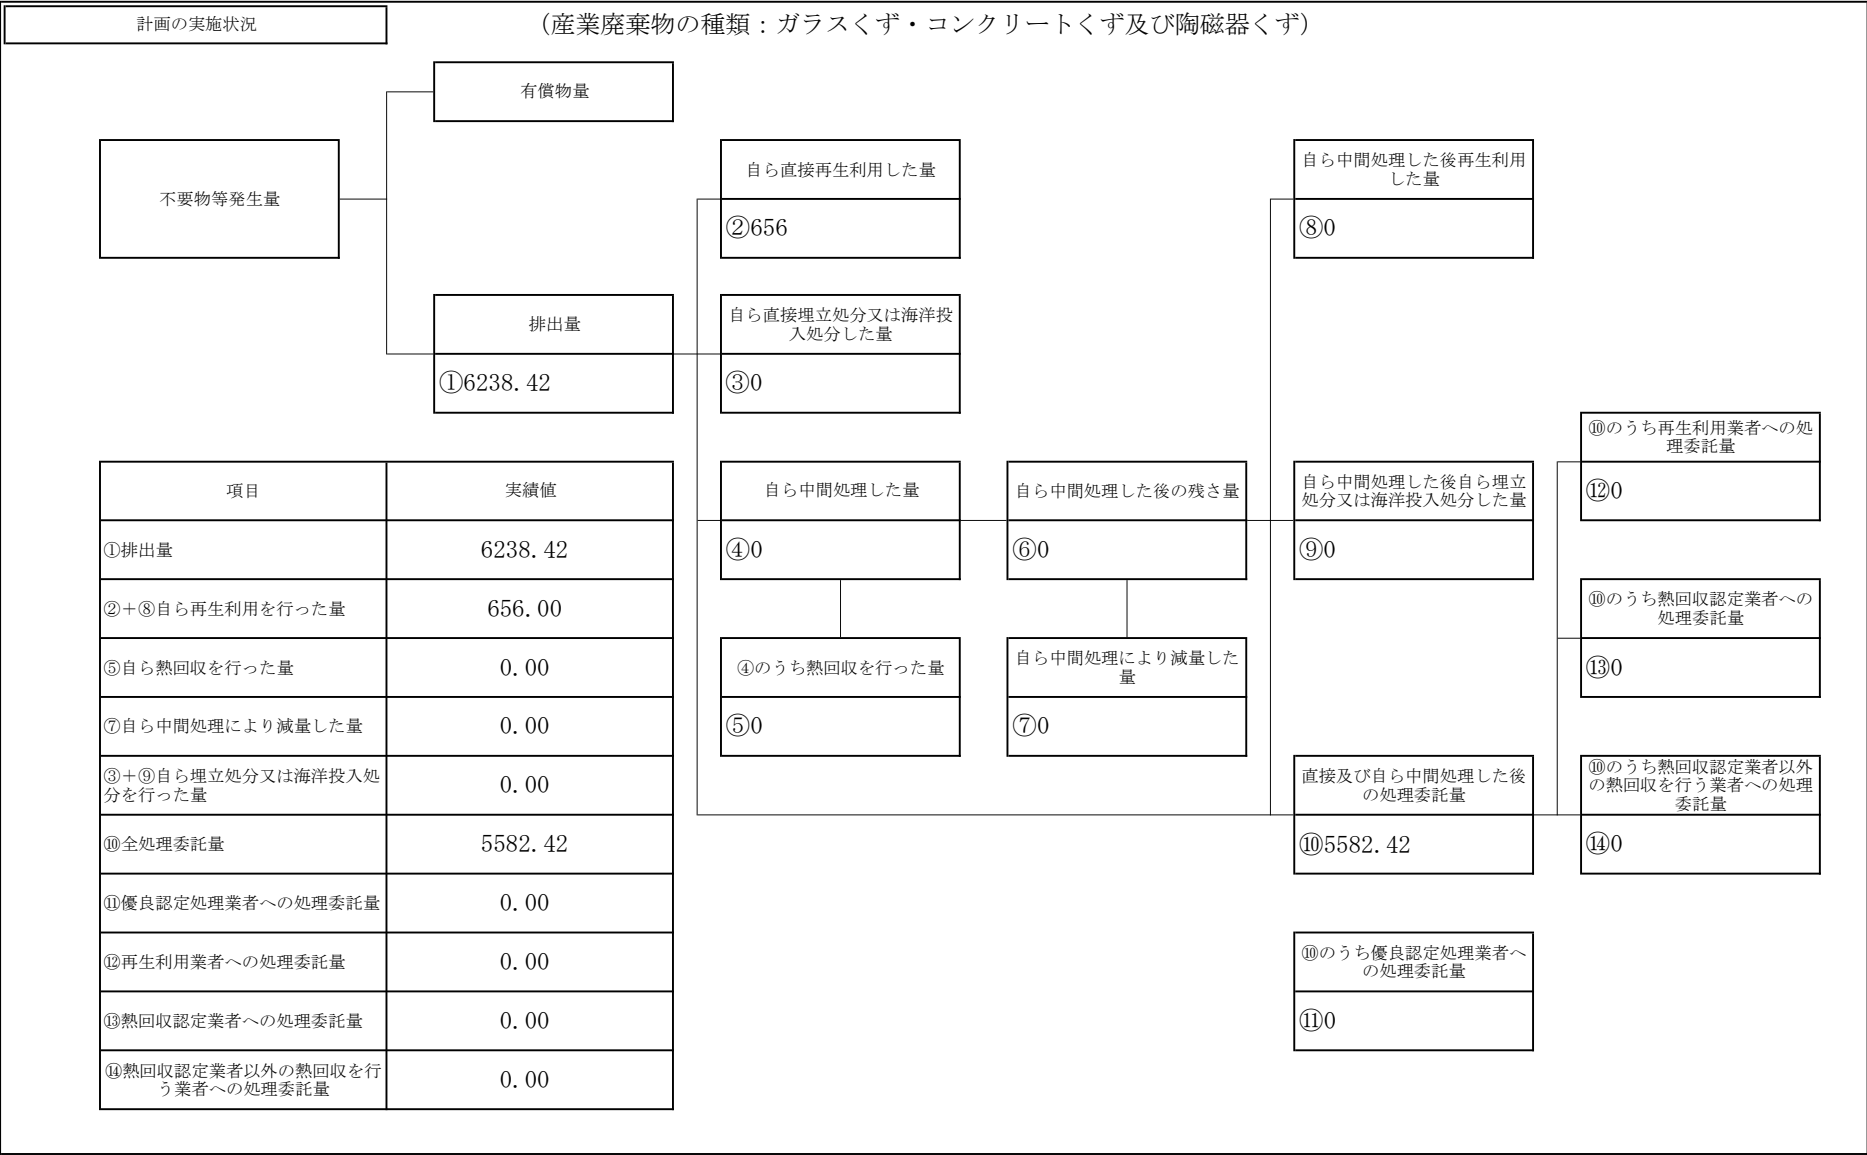 計画の実施状況
（産業廃棄物の種類：ガラスくず・コンクリートくず及び陶磁器くず）
有償物量
不要物等発生量
自ら直接再生利用した量
②656
自ら中間処理した後再生利用
した量
⑧0
排出量
①6238.42
自ら直接埋立処分又は海洋投
入処分した量
③0
⑩のうち再生利用業者への処
理委託量
⑫0
自ら中間処理した量
④0
自ら中間処理した後の残さ量
⑥0
自ら中間処理した後自ら埋立
処分又は海洋投入処分した量
⑨0
⑩のうち熱回収認定業者への
処理委託量
⑬0
④のうち熱回収を行った量
⑤0
自ら中間処理により減量した
量
⑦0
直接及び自ら中間処理した後
の処理委託量
⑩5582.42
⑩のうち熱回収認定業者以外
の熱回収を行う業者への処理
委託量
⑭0
⑩のうち優良認定処理業者へ
の処理委託量
⑪0
項目 実績値
①排出量 6238.42
②＋⑧自ら再生利用を行った量 656.00
⑤自ら熱回収を行った量 0.00
⑦自ら中間処理により減量した量 0.00
③＋⑨自ら埋立処分又は海洋投入処
分を行った量 0.00
⑩全処理委託量 5582.42
⑪優良認定処理業者への処理委託量 0.00
⑫再生利用業者への処理委託量 0.00
⑬熱回収認定業者への処理委託量 0.00
⑭熱回収認定業者以外の熱回収を行
う業者への処理委託量 0.00